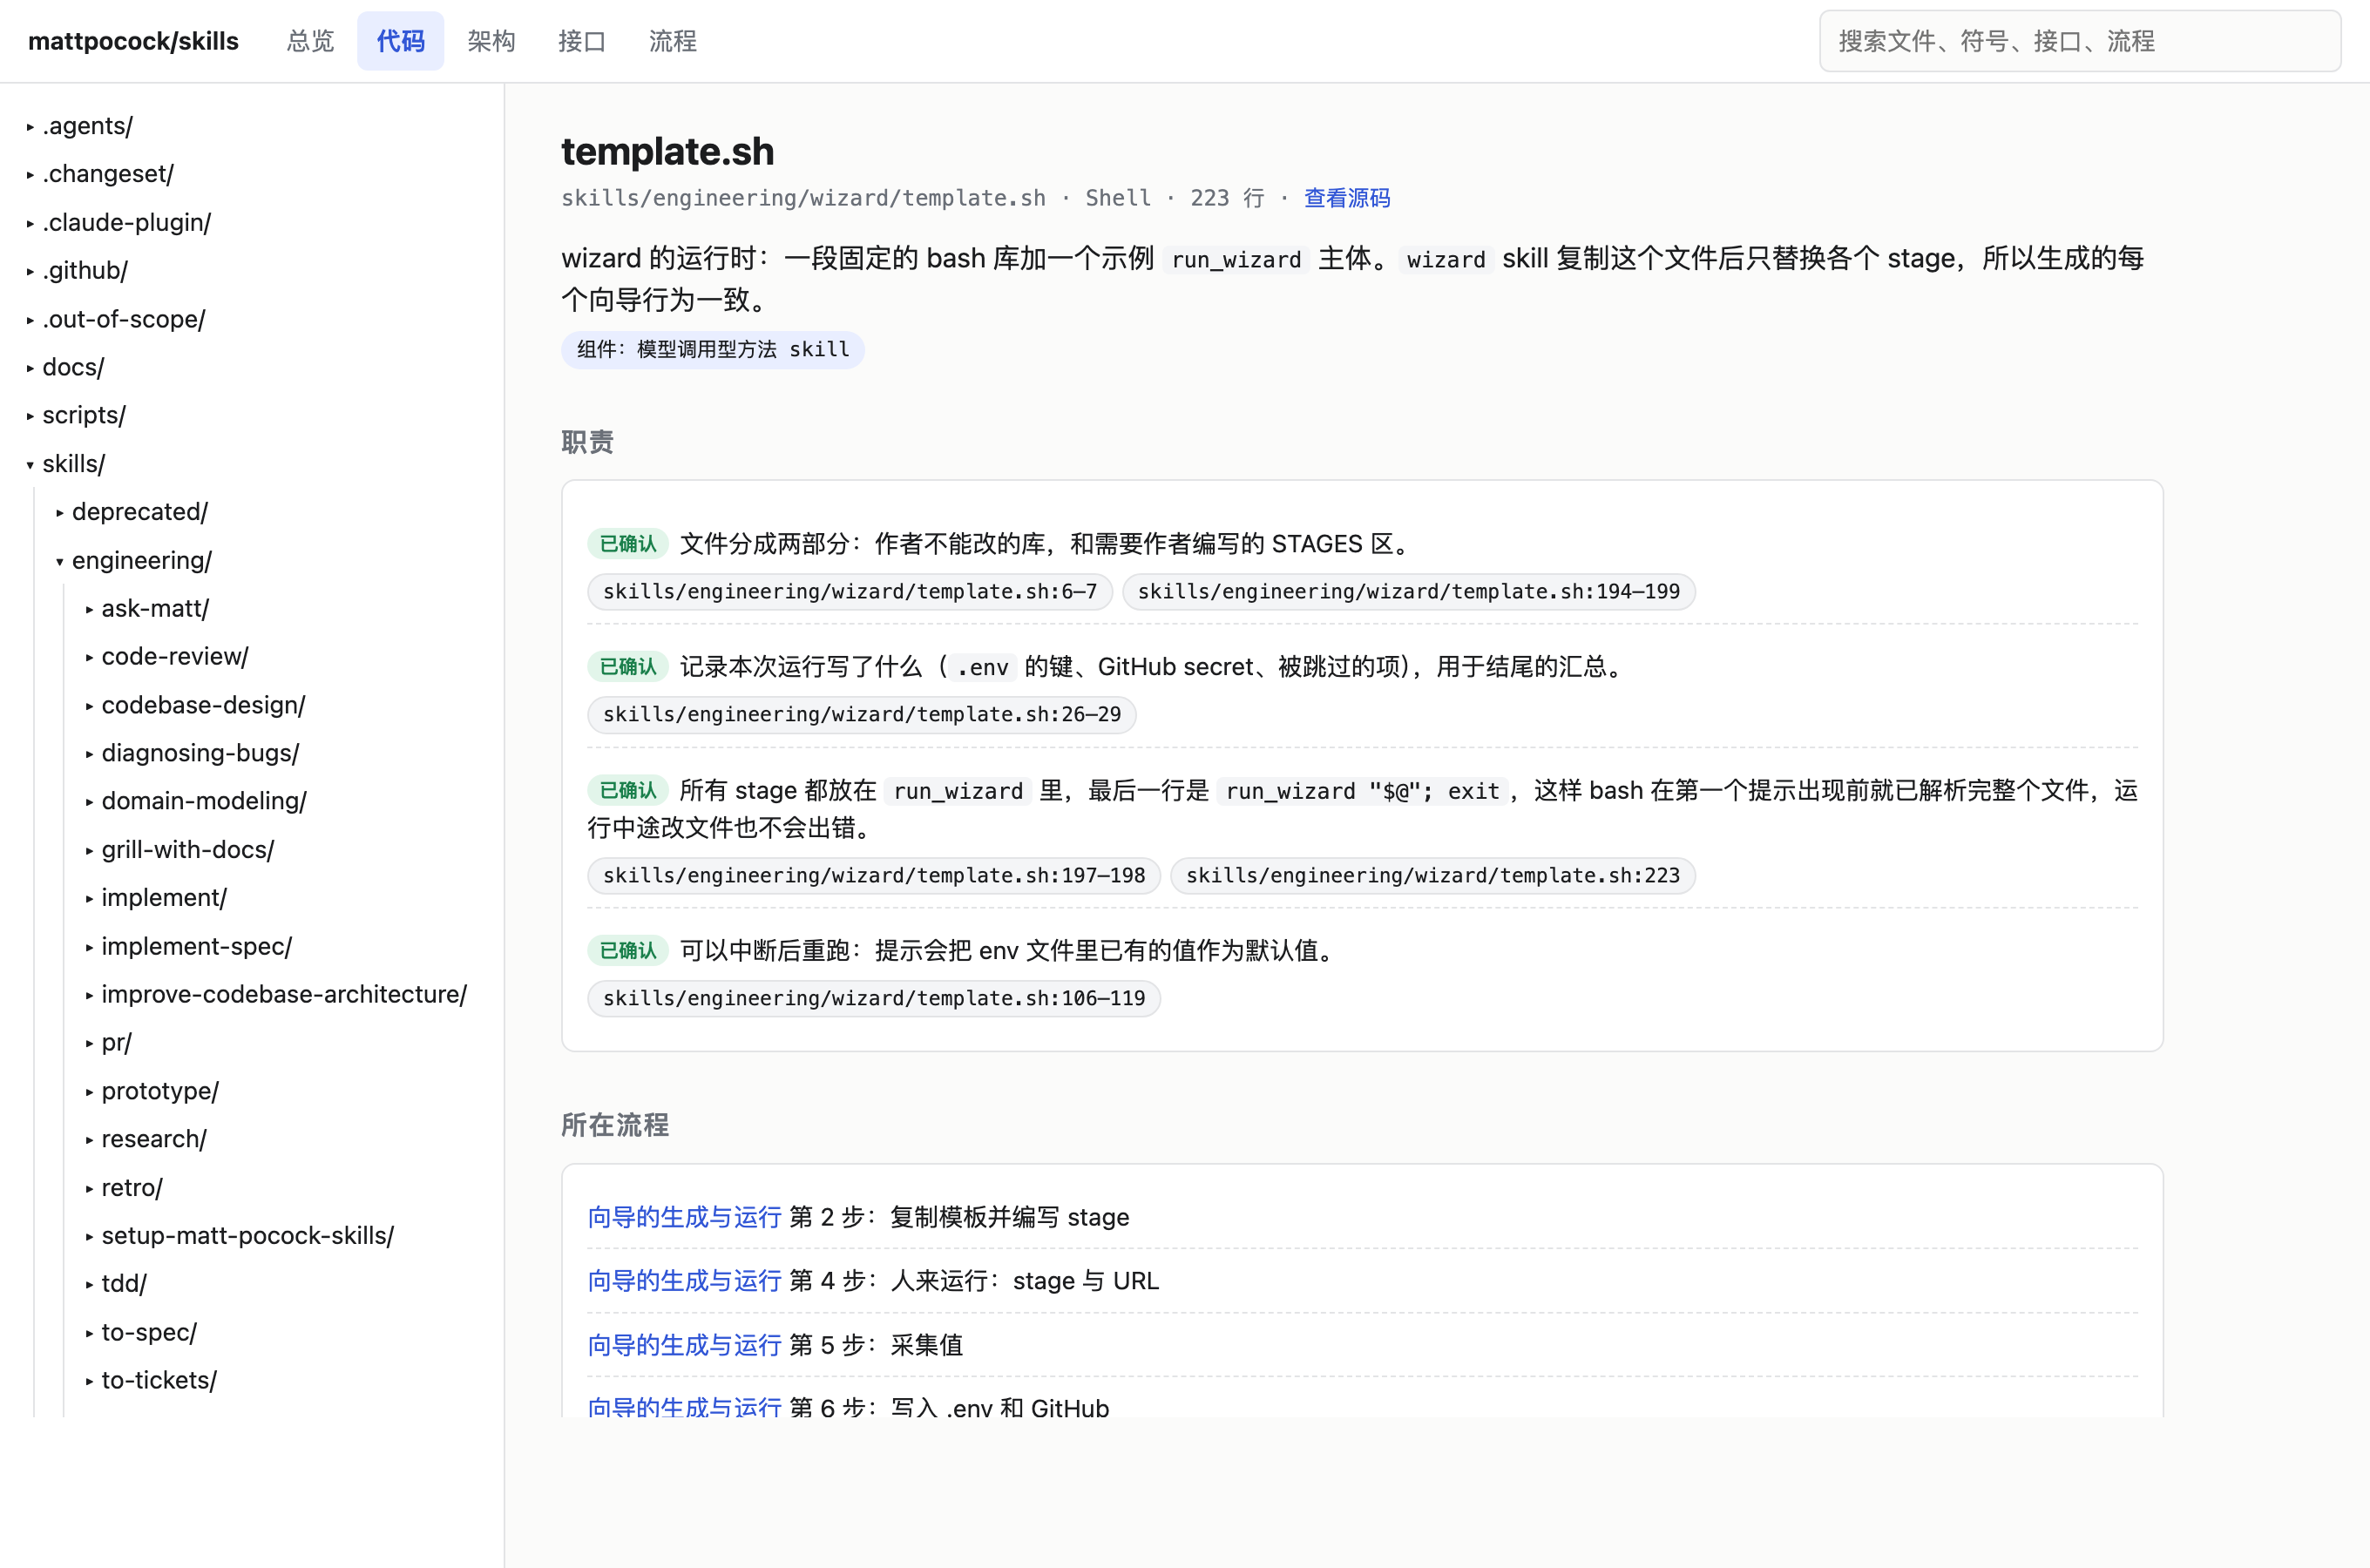 mattpocock/skills 总览 代码 架构 接口 流程 搜索文件、符号、接口、流程
▸ .agents/
▸ .changeset/
▸ .claude-plugin/
▸ .github/
▸ .out-of-scope/
▸ docs/
▸ scripts/
▾ skills/
▸ deprecated/
▾ engineering/
▸ ask-matt/
▸ code-review/
▸ codebase-design/
▸ diagnosing-bugs/
▸ domain-modeling/
▸ grill-with-docs/
▸ implement/
▸ implement-spec/
▸ improve-codebase-architecture/
▸ pr/
▸ prototype/
▸ research/
▸ retro/
▸ setup-matt-pocock-skills/
▸ tdd/
▸ to-spec/
▸ to-tickets/
template.sh
skills/engineering/wizard/template.sh · Shell · 223 行 · 查看源码
wizard 的运行时：一段固定的 bash 库加一个示例 run_wizard 主体。wizard skill 复制这个文件后只替换各个 stage，所以生成的每
个向导行为一致。
组件：模型调用型方法 skill
职责
已确认 文件分成两部分：作者不能改的库，和需要作者编写的 STAGES 区。
skills/engineering/wizard/template.sh:6–7 skills/engineering/wizard/template.sh:194–199
已确认 记录本次运行写了什么（.env 的键、GitHub secret、被跳过的项），用于结尾的汇总。
skills/engineering/wizard/template.sh:26–29
已确认 所有 stage 都放在 run_wizard 里，最后一行是 run_wizard "$@"; exit，这样 bash 在第一个提示出现前就已解析完整个文件，运
行中途改文件也不会出错。
skills/engineering/wizard/template.sh:197–198 skills/engineering/wizard/template.sh:223
已确认 可以中断后重跑：提示会把 env 文件里已有的值作为默认值。
skills/engineering/wizard/template.sh:106–119
所在流程
向导的生成与运行 第 2 步：复制模板并编写 stage
向导的生成与运行 第 4 步：人来运行：stage 与 URL
向导的生成与运行 第 5 步：采集值
向导的生成与运行 第 6 步：写入 .env 和 GitHub